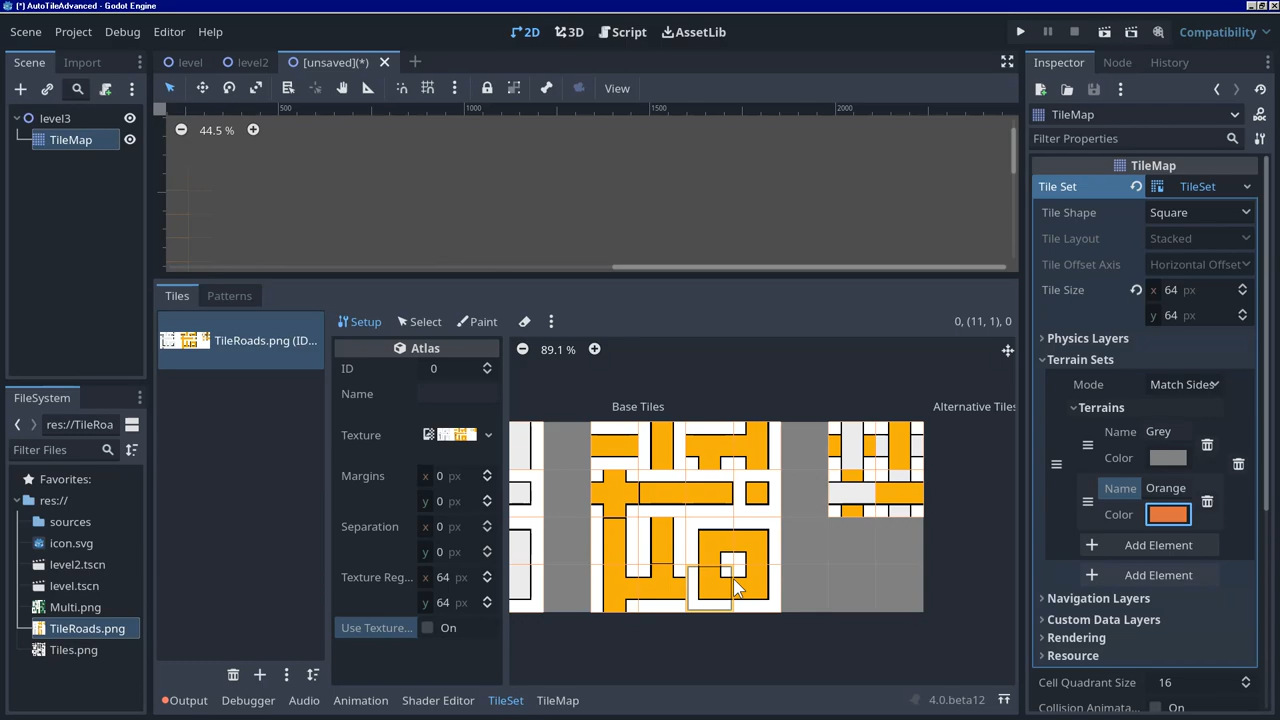 (*) AutoTileAdvanced - Godot Engine
Scene Project Debug Editor Help
2D 3D Script AssetLib
Compatibility
Scene Import
level level2 [unsaved](*)
Inspector Node History
View
level3
TileMap
500 1000 1500 2000
44.5 %
TileMap
Filter Properties
TileMap
Tile Set TileSet
Tile Shape Square
Tile Layout Stacked
Tile Offset Axis Horizontal Offset
Tile Size x 64 px
y 64 px
Physics Layers
Terrain Sets
Mode Match Sides
Terrains
Name Grey
Color
Name Orange
Color
Add Element
Add Element
Navigation Layers
Custom Data Layers
Rendering
Resource
Cell Quadrant Size 16
Collision Animata... On
Tiles Patterns
TileRoads.png (ID...
Setup Select Paint
0, (11, 1), 0
Atlas
ID 0
Name
Texture
Margins x 0 px
y 0 px
Separation x 0 px
y 0 px
Texture Reg... x 64 px
y 64 px
Use Texture... On
89.1 %
Base Tiles Alternative Tiles
FileSystem
res://TileRoa
Filter Files
Favorites:
res://
sources
icon.svg
level2.tscn
level.tscn
Multi.png
TileRoads.png
Tiles.png
Output Debugger Audio Animation Shader Editor TileSet TileMap
4.0.beta12